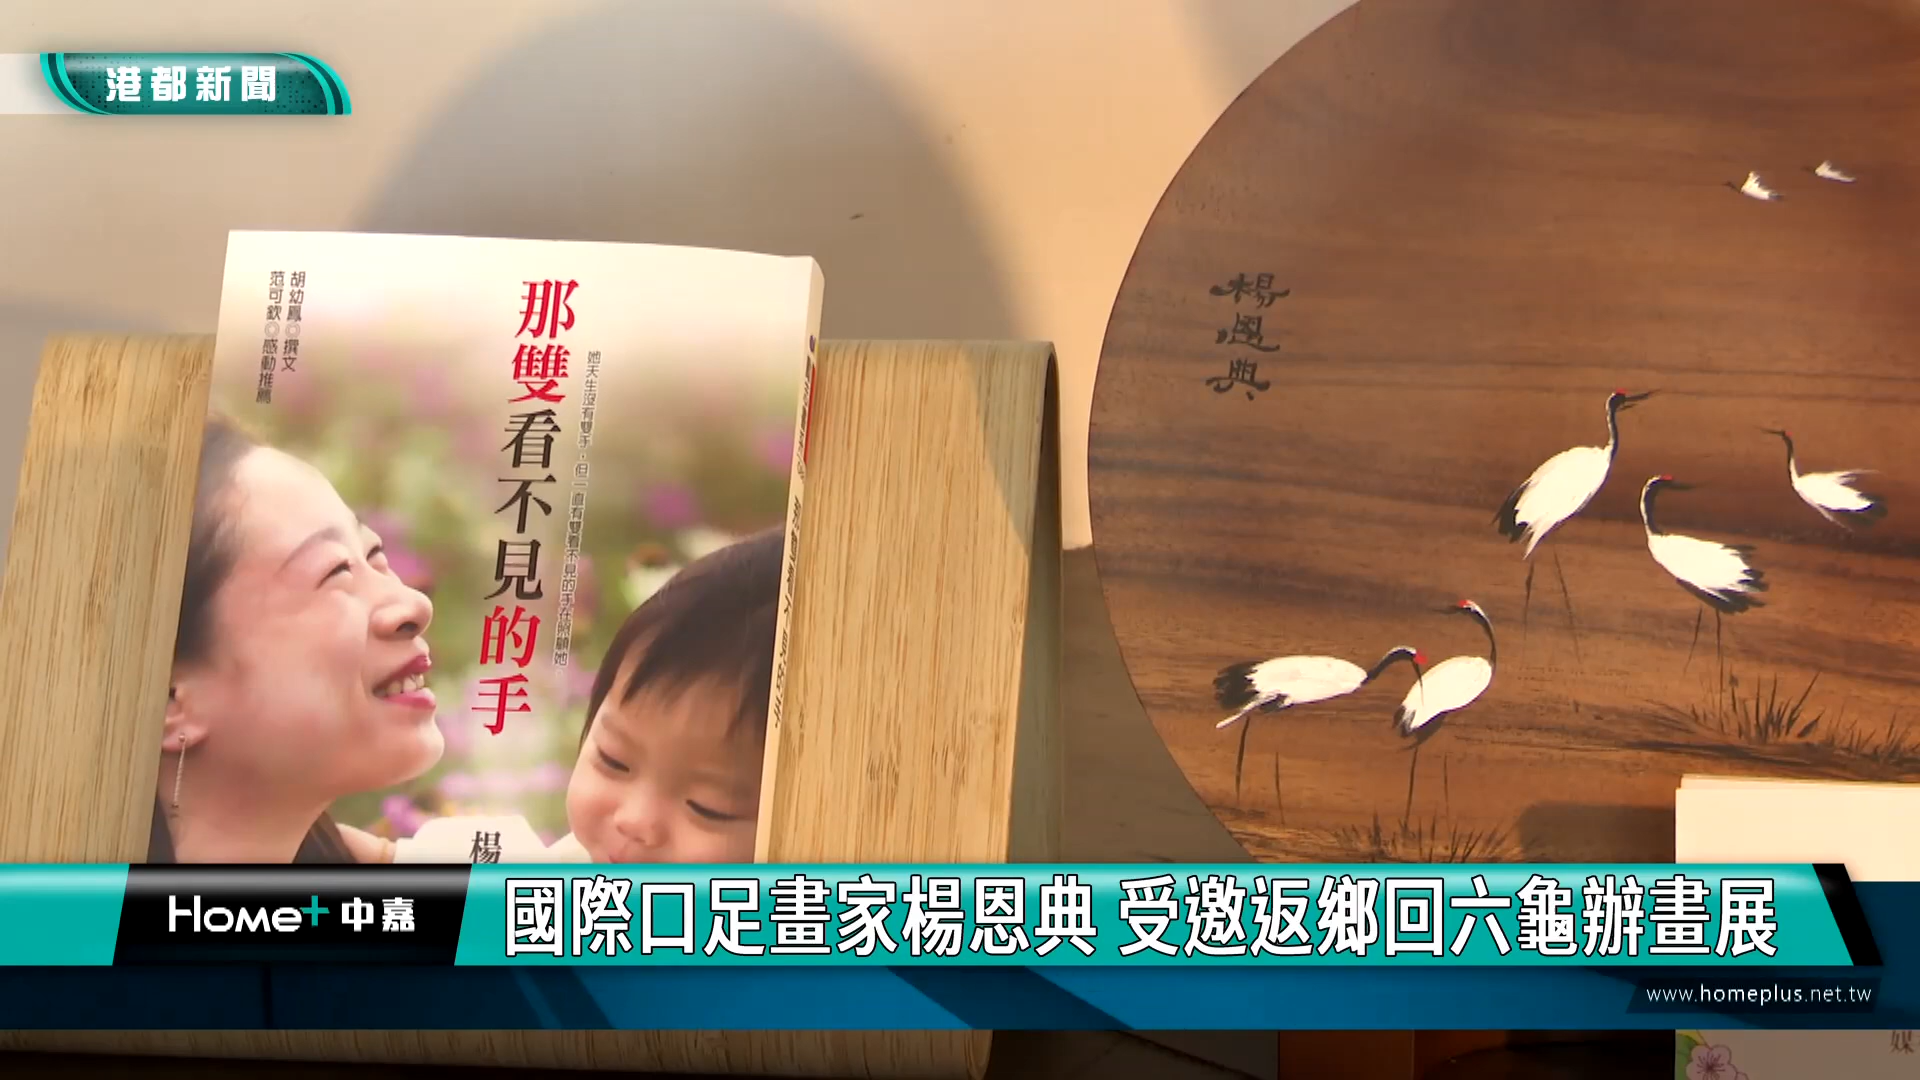 港都新聞
胡幼鳳◎撰文
范可欽◎感動推薦
那雙看不見的手
她天生沒有雙手，但一直有雙看不見的手在照顧她
楊
楊恩典
Home+ 中嘉
國際口足畫家楊恩典 受邀返鄉回六龜辦畫展
www.homeplus.net.tw
媒